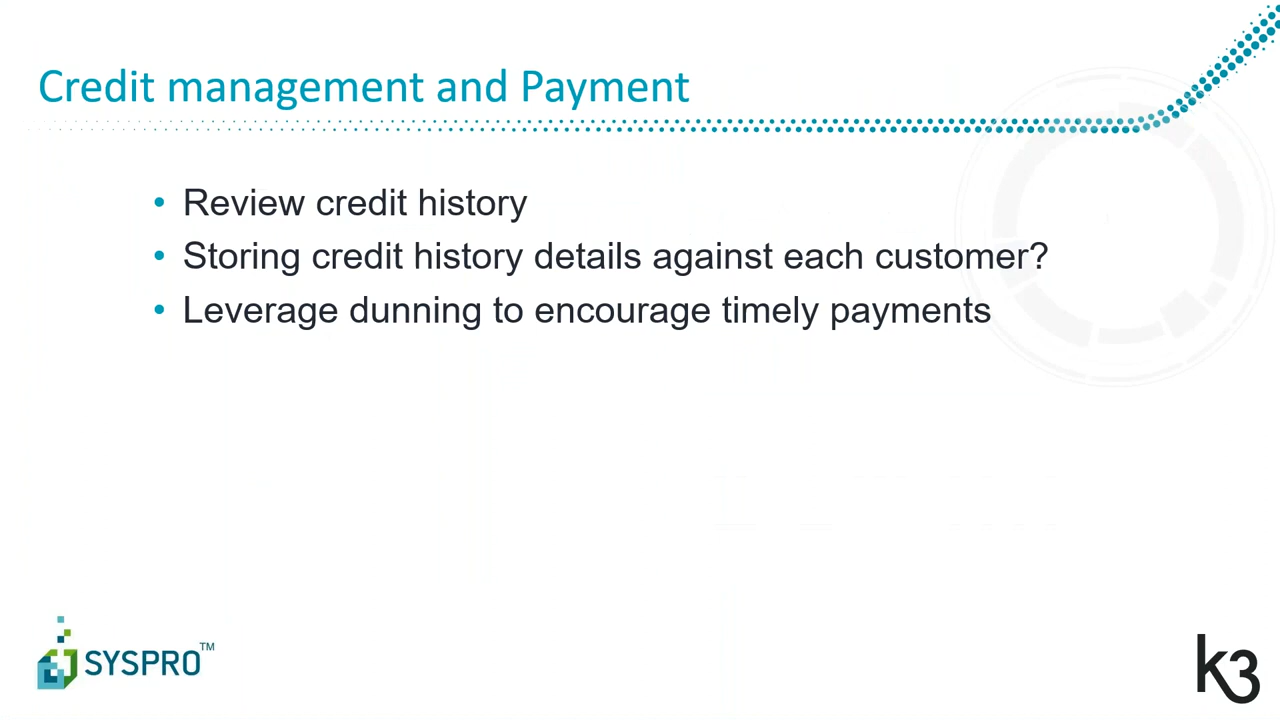 Credit management and Payment
• Review credit history
• Storing credit history details against each customer?
• Leverage dunning to encourage timely payments
SYSPRO™
k3